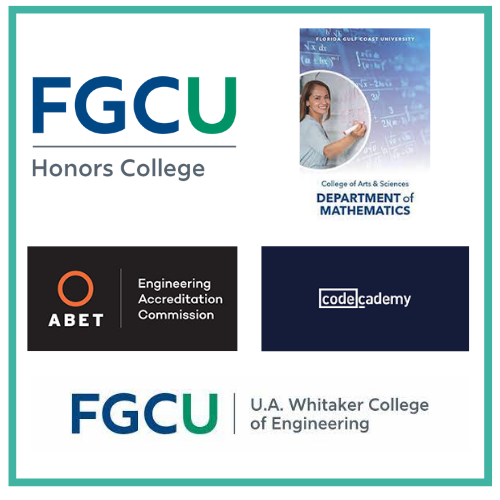 FGCU
Honors College
FLORIDA GULF COAST UNIVERSITY
College of Arts & Sciences
DEPARTMENT of
MATHEMATICS
ABET
Engineering
Accreditation
Commission
codecademy
FGCU
U.A. Whitaker College
of Engineering